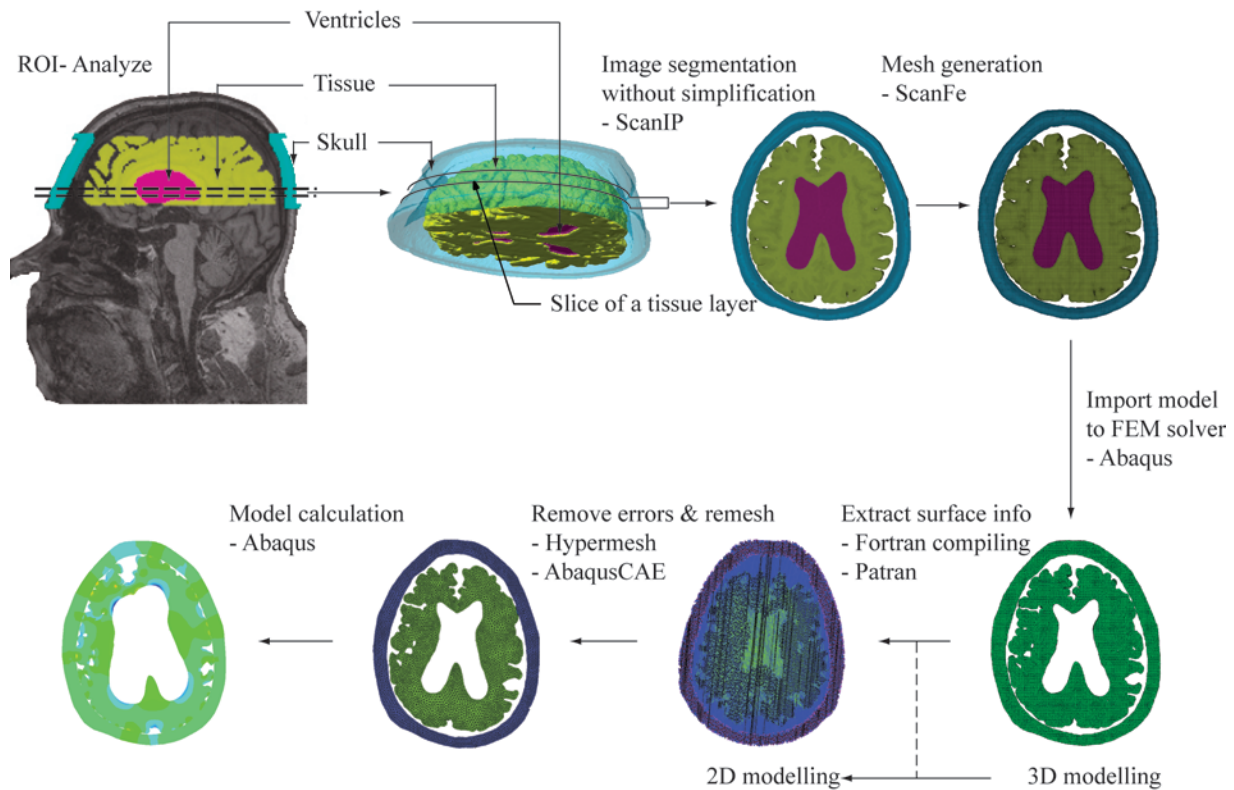 Ventricles
ROI- Analyze
Tissue
Skull
Slice of a tissue layer
Image segmentation
without simplification
- ScanIP
Mesh generation
- ScanFe
Import model
to FEM solver
- Abaqus
Extract surface info
- Fortran compiling
- Patran
Remove errors & remesh
- Hypermesh
- AbaqusCAE
Model calculation
- Abaqus
2D modelling
3D modelling